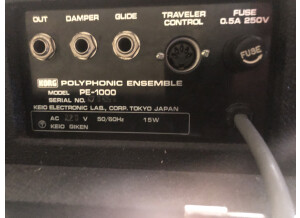 OUT DAMPER GLIDE TRAVELER CONTROL FUSE 0.5A 250V
FUSE
KORG POLYPHONIC ENSEMBLE
MODEL PE-1000
SERIAL NO.
KEIO ELECTRONIC LAB., CORP. TOKYO JAPAN
AC V 50/60Hz 15W
KEIO GIKEN